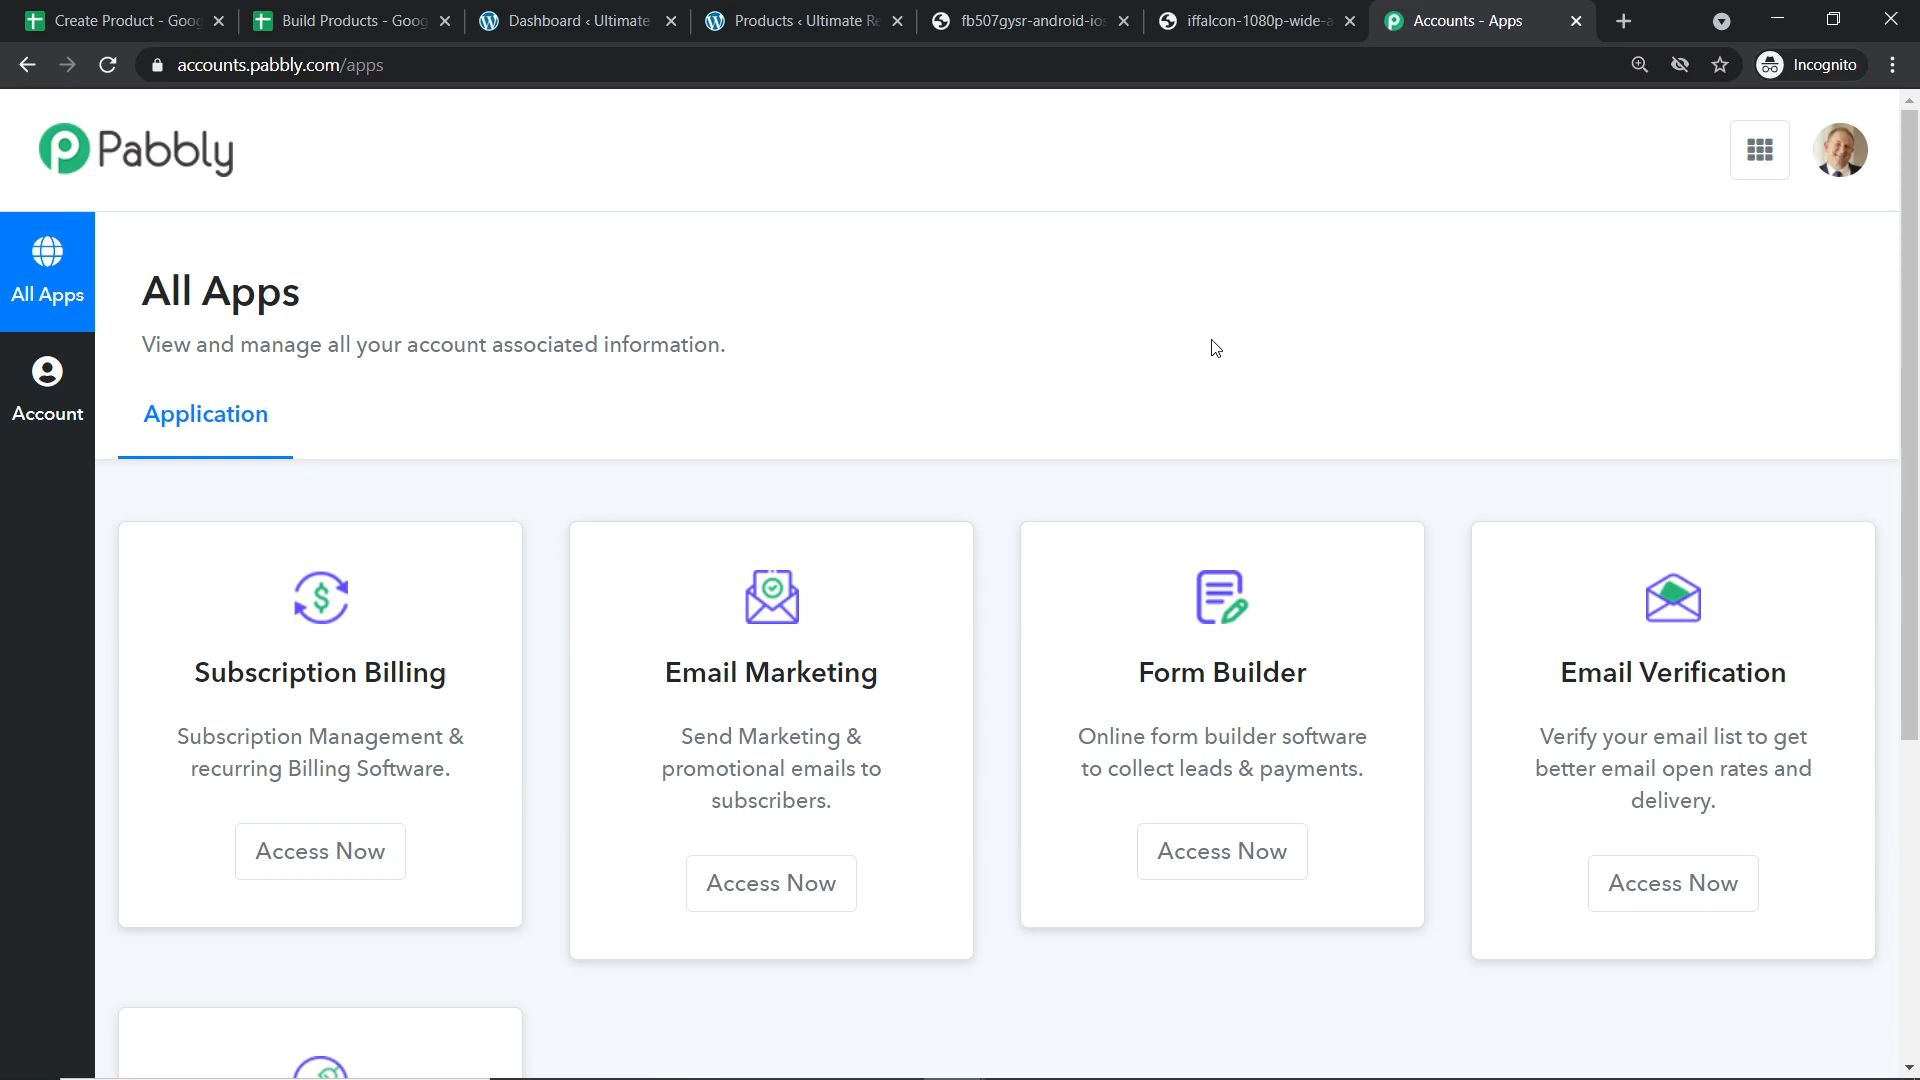 Create Product - Goog
Build Products - Goog
Dashboard ‹ Ultimate
Products ‹ Ultimate Re
fb507gysr-android-ios
iffalcon-1080p-wide-a
Accounts - Apps
accounts.pabbly.com/apps
Incognito
Pabbly
All Apps
Account
All Apps
View and manage all your account associated information.
Application
Subscription Billing
Subscription Management &
recurring Billing Software.
Access Now
Email Marketing
Send Marketing &
promotional emails to
subscribers.
Access Now
Form Builder
Online form builder software
to collect leads & payments.
Access Now
Email Verification
Verify your email list to get
better email open rates and
delivery.
Access Now